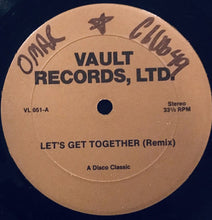 OMAR
VAULT
RECORDS, LTD.
VL 051-A
Stereo
33⅓ RPM
LET'S GET TOGETHER (Remix)
A Disco Classic